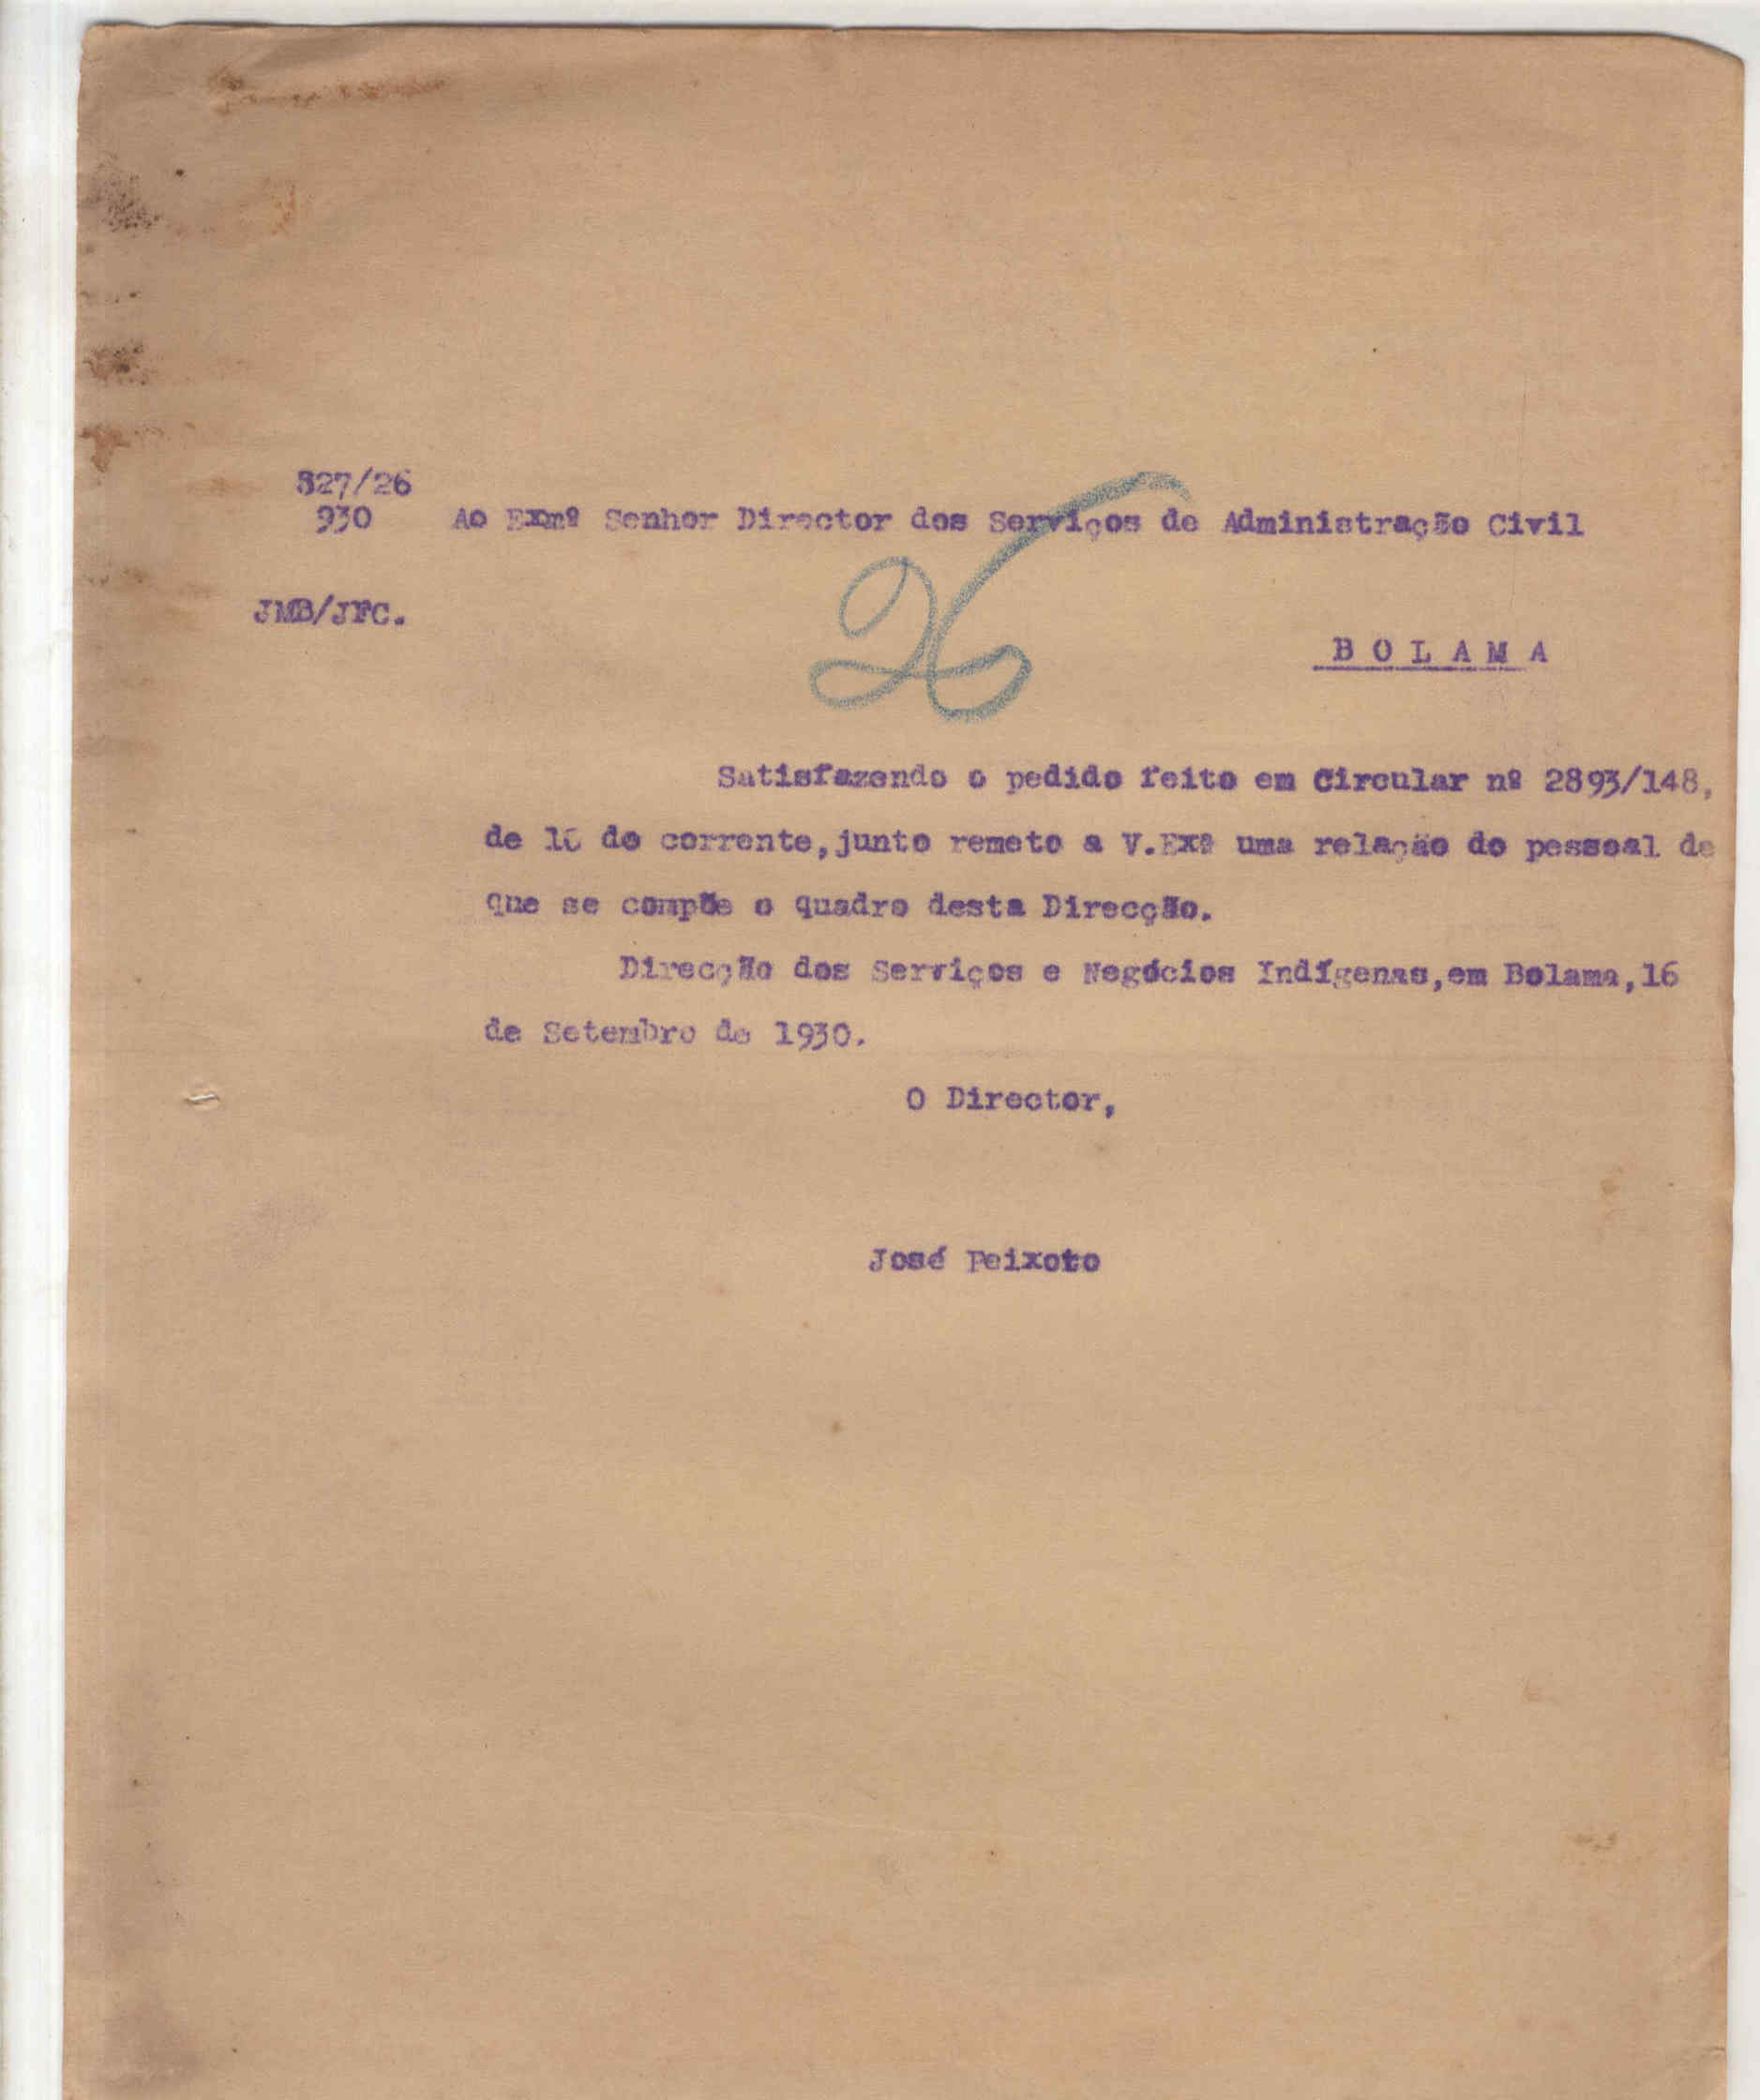 327/26
930 Ao Exmº Senhor Director dos Serviços de Administração Civil
26
JMB/JFC.
B O L A M A
Satisfazendo o pedido feito em Circular nº 2893/148,
de do corrente,junto remeto a V.Exª uma relação do pessoal de
que se compõe o quadro desta Direcção.
Direcção dos Serviços e Negócios Indígenas,em Bolama,16
de Setembro de 1930.
O Director,
José Peixoto